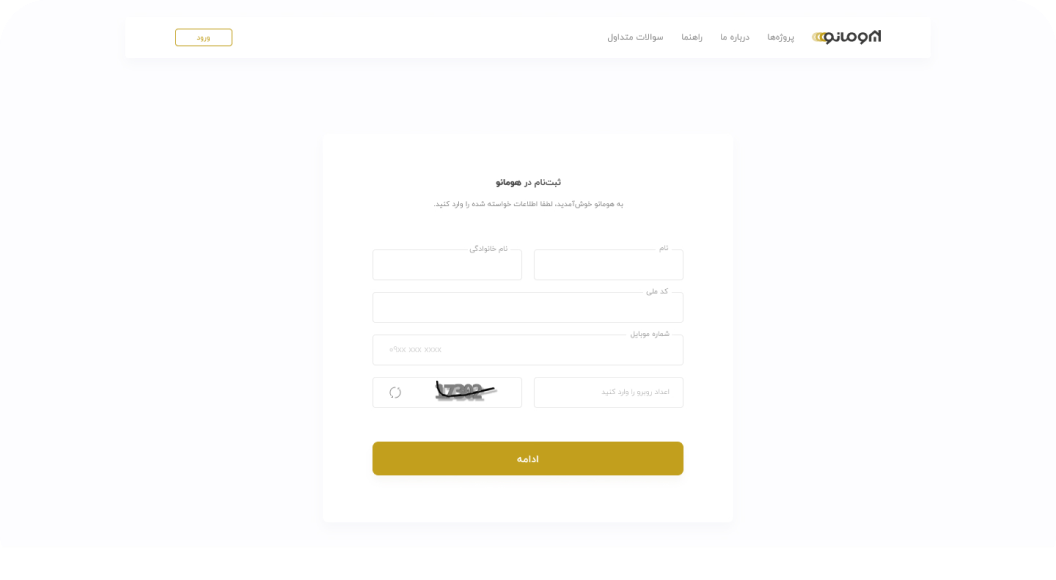 هومانو
پروژه‌ها
درباره ما
راهنما
سوالات متداول
ورود
ثبت‌نام در هومانو
به هومانو خوش‌آمدید، لطفا اطلاعات خواسته شده را وارد کنید.
نام
نام خانوادگی
کد ملی
شماره موبایل
۰۹xx xxx xxxx
اعداد روبرو را وارد کنید
ادامه